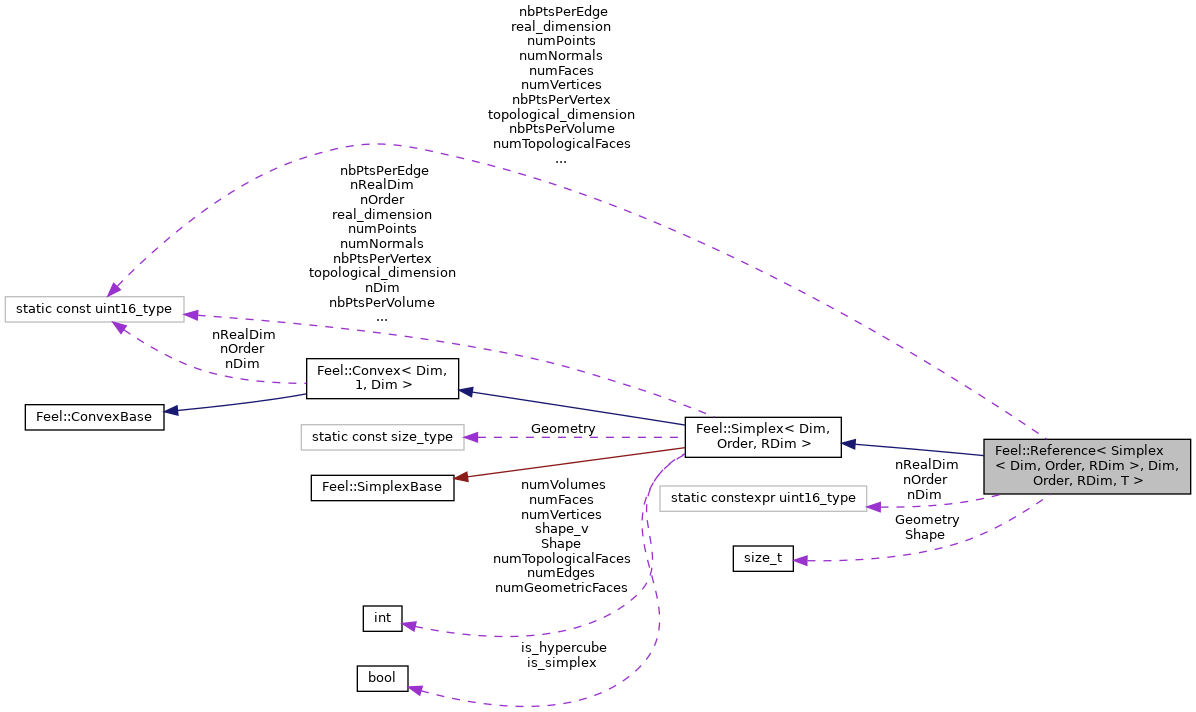 nbPtsPerEdge
real_dimension
numPoints
numNormals
numFaces
numVertices
nbPtsPerVertex
topological_dimension
nbPtsPerVolume
numTopologicalFaces
...
nbPtsPerEdge
nRealDim
nOrder
real_dimension
numPoints
numNormals
nbPtsPerVertex
topological_dimension
nDim
nbPtsPerVolume
...
static const uint16_type
nRealDim
nOrder
nDim
Feel::Convex< Dim,
1, Dim >
Feel::ConvexBase
static const size_type
Geometry
Feel::Simplex< Dim,
Order, RDim >
Feel::SimplexBase
Feel::Reference< Simplex
< Dim, Order, RDim >, Dim,
Order, RDim, T >
nRealDim
nOrder
nDim
static constexpr uint16_type
Geometry
Shape
size_t
numVolumes
numFaces
numVertices
shape_v
Shape
numTopologicalFaces
numEdges
numGeometricFaces
int
is_hypercube
is_simplex
bool